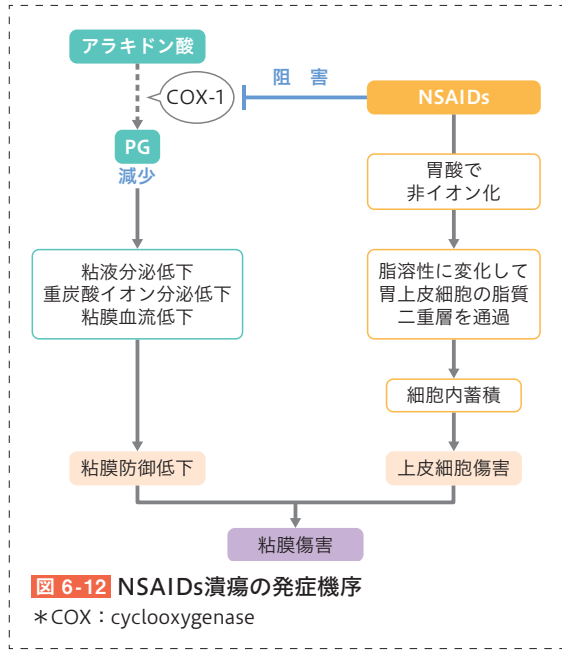 アラキドン酸
阻 害
COX-1
NSAIDs
PG
減少
胃酸で
非イオン化
粘液分泌低下
重炭酸イオン分泌低下
粘膜血流低下
脂溶性に変化して
胃上皮細胞の脂質
二重層を通過
細胞内蓄積
粘膜防御低下
上皮細胞傷害
粘膜傷害
図 6-12 NSAIDs潰瘍の発症機序
＊COX：cyclooxygenase